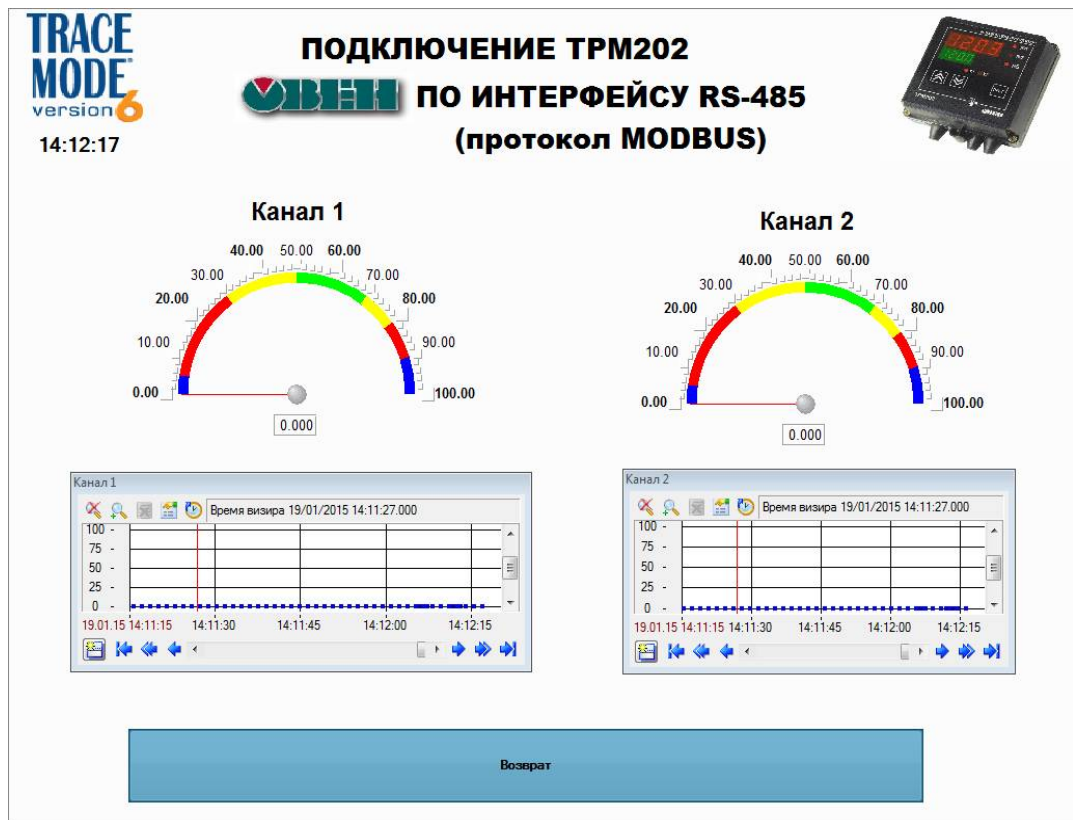 TRACE
MODE
version 6
14:12:17
ПОДКЛЮЧЕНИЕ ТРМ202
ОВЕН ПО ИНТЕРФЕЙСУ RS-485
(протокол MODBUS)
1203
Канал 1
40.00 50.00 60.00
30.00 70.00
20.00 80.00
10.00 90.00
0.00 100.00
0.000
Канал 2
40.00 50.00 60.00
30.00 70.00
20.00 80.00
10.00 90.00
0.00 100.00
0.000
Канал 1
Время визира 19/01/2015 14:11:27.000
100
75
50
25
0
19.01.15 14:11:15 14:11:30 14:11:45 14:12:00 14:12:15
Канал 2
Время визира 19/01/2015 14:11:27.000
100
75
50
25
0
19.01.15 14:11:15 14:11:30 14:11:45 14:12:00 14:12:15
Возврат